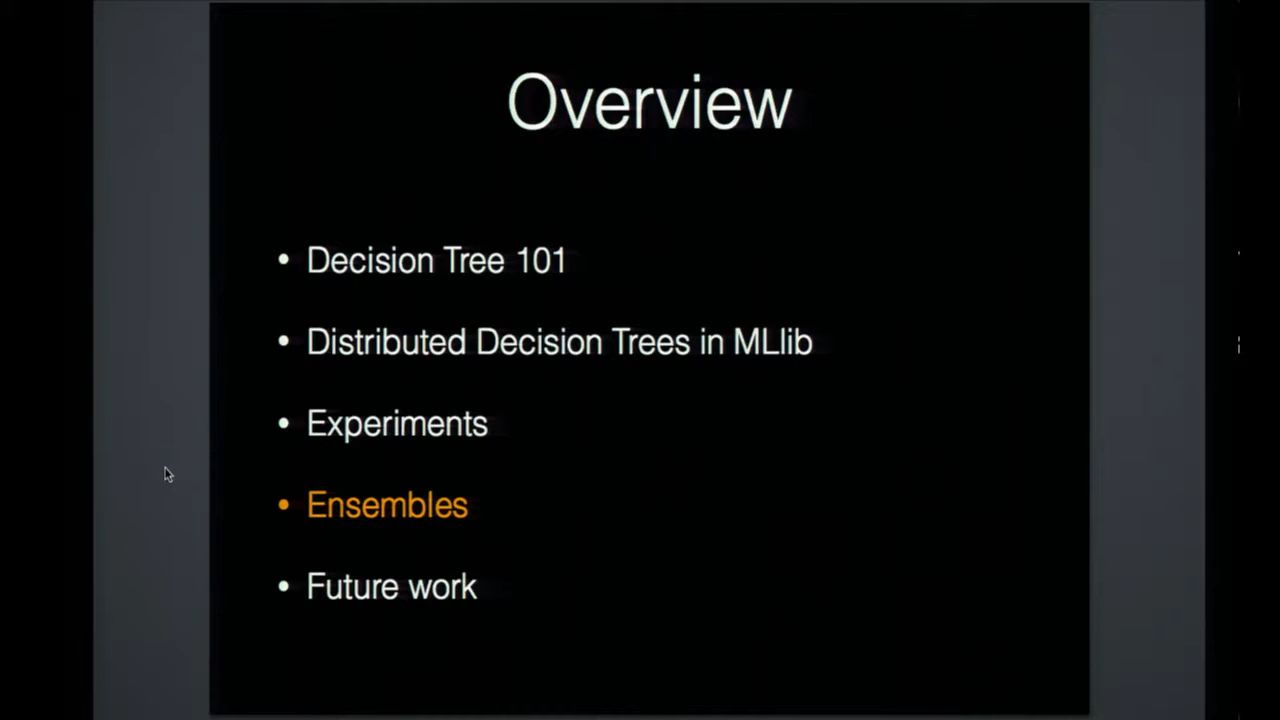 Overview
• Decision Tree 101
• Distributed Decision Trees in MLlib
• Experiments
• Ensembles
• Future work